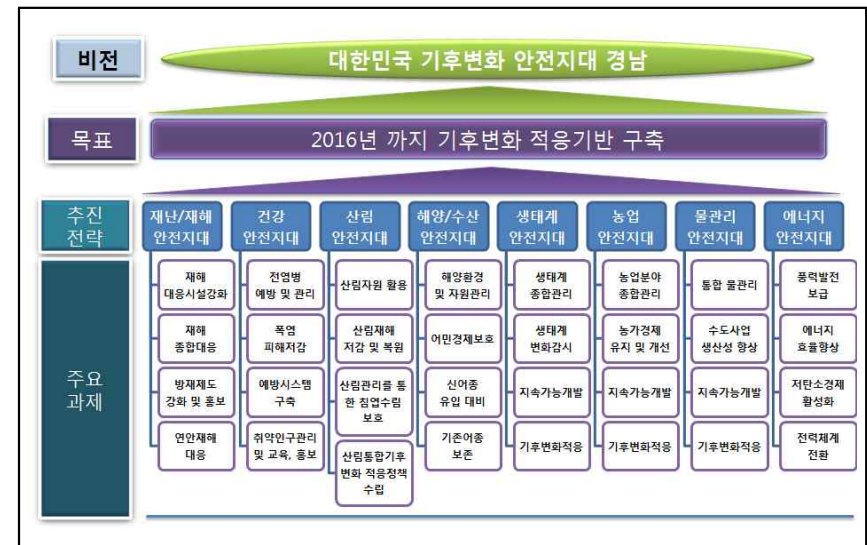 비전
대한민국 기후변화 안전지대 경남
목표
2016년 까지 기후변화 적응기반 구축
추진
전략
재난/재해
안전지대
건강
안전지대
산림
안전지대
해양/수산
안전지대
생태계
안전지대
농업
안전지대
물관리
안전지대
에너지
안전지대
주요
과제
재해
대응시설강화
재해
종합대응
방재제도
강화 및 홍보
연안재해
대응
전염병
예방 및 관리
폭염
피해저감
예방시스템
구축
취약인구관리
및 교육, 홍보
산림자원 활용
산림재해
저감 및 복원
산림관리를 통
한 침엽수림
보호
산림통합기후
변화 적응정책
수립
해양환경
및 자원관리
어민경제보호
신어종
유입 대비
기존어종
보존
생태계
종합관리
생태계
변화감시
지속가능개발
기후변화적응
농업분야
종합관리
농가경제
유지 및 개선
지속가능개발
기후변화적응
통합 물관리
수도사업
생산성 향상
지속가능개발
기후변화적응
풍력발전
보급
에너지
효율향상
저탄소경제
활성화
전력체계
전환